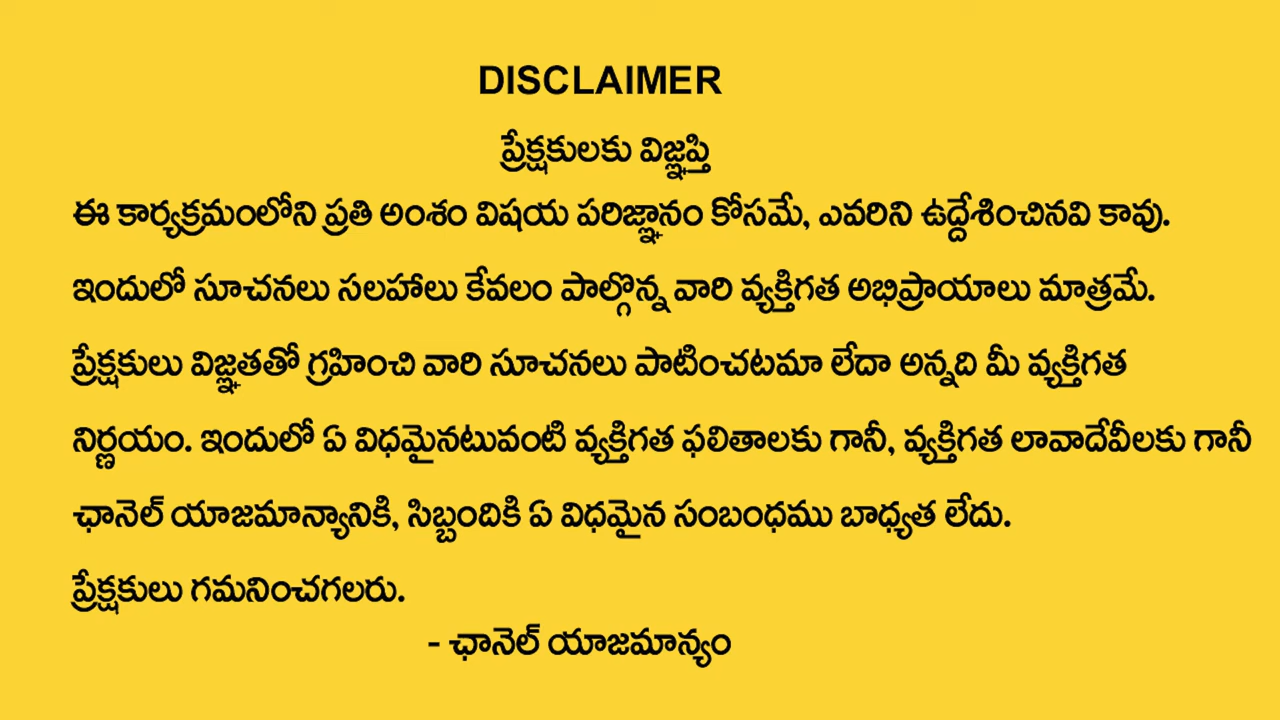 DISCLAIMER
ప్రేక్షకులకు విజ్ఞప్తి
ఈ కార్యక్రమంలోని ప్రతి అంశం విషయ పరిజ్ఞానం కోసమే, ఎవరిని ఉద్దేశించినవి కావు.
ఇందులో సూచనలు సలహాలు కేవలం పాల్గొన్న వారి వ్యక్తిగత అభిప్రాయాలు మాత్రమే.
ప్రేక్షకులు విజ్ఞతతో గ్రహించి వారి సూచనలు పాటించటమా లేదా అన్నది మీ వ్యక్తిగత
నిర్ణయం. ఇందులో ఏ విధమైనటువంటి వ్యక్తిగత ఫలితాలకు గానీ, వ్యక్తిగత లావాదేవీలకు గానీ
ఛానెల్ యాజమాన్యానికి, సిబ్బందికి ఏ విధమైన సంబంధము బాధ్యత లేదు.
ప్రేక్షకులు గమనించగలరు.
- ఛానెల్ యాజమాన్యం